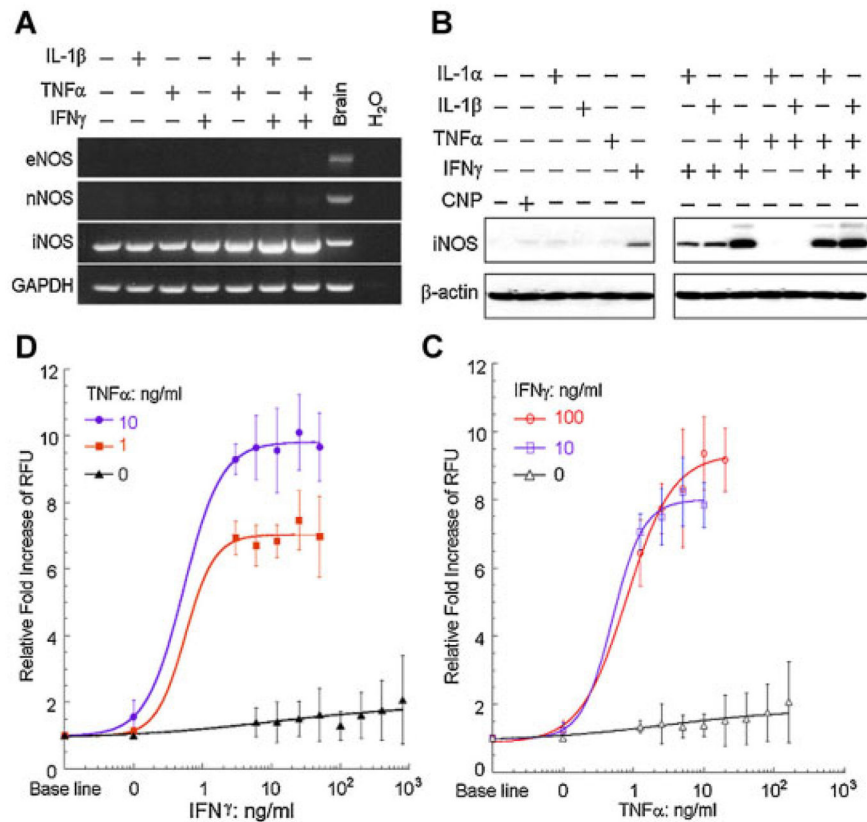 A
IL-1β − + − − + + −
TNFα − − + − + − +
IFNγ − − − + − + +
Brain
H₂O
eNOS
nNOS
iNOS
GAPDH
B
IL-1α − − + − − − + − − + − + −
IL-1β − − − + − − − + − − + − +
TNFα − − − − + − − − + + + + +
IFNγ − − − − − + + + + − − + +
CNP − + − − − − − − − − − − −
iNOS
β-actin
D
TNFα: ng/ml
10
1
0
Relative Fold Increase of RFU
12
10
8
6
4
2
0
Base line 0 1 10 10² 10³
IFNγ: ng/ml
C
IFNγ: ng/ml
100
10
0
Relative Fold Increase of RFU
12
10
8
6
4
2
0
Base line 0 1 10 10² 10³
TNFα: ng/ml